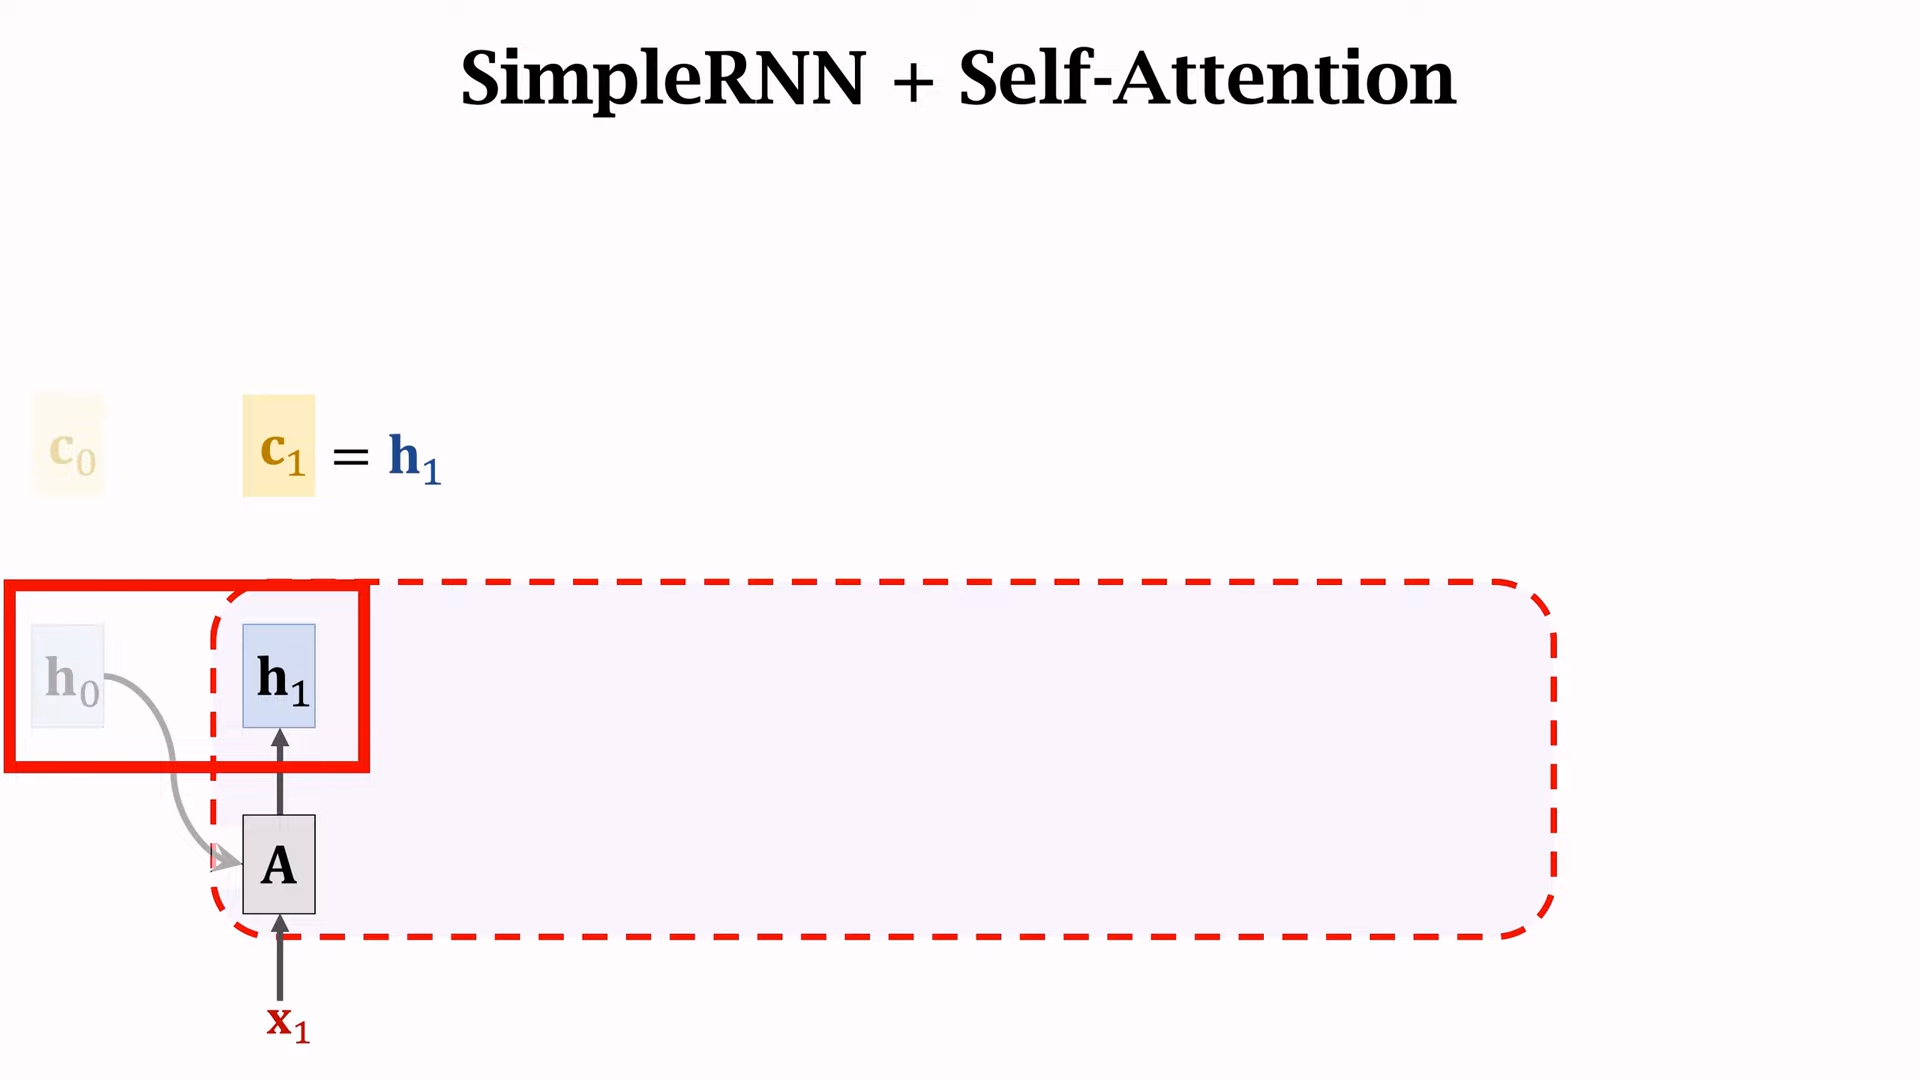 SimpleRNN + Self-Attention
c₀ c₁ = h₁
h₀ h₁
A
x₁